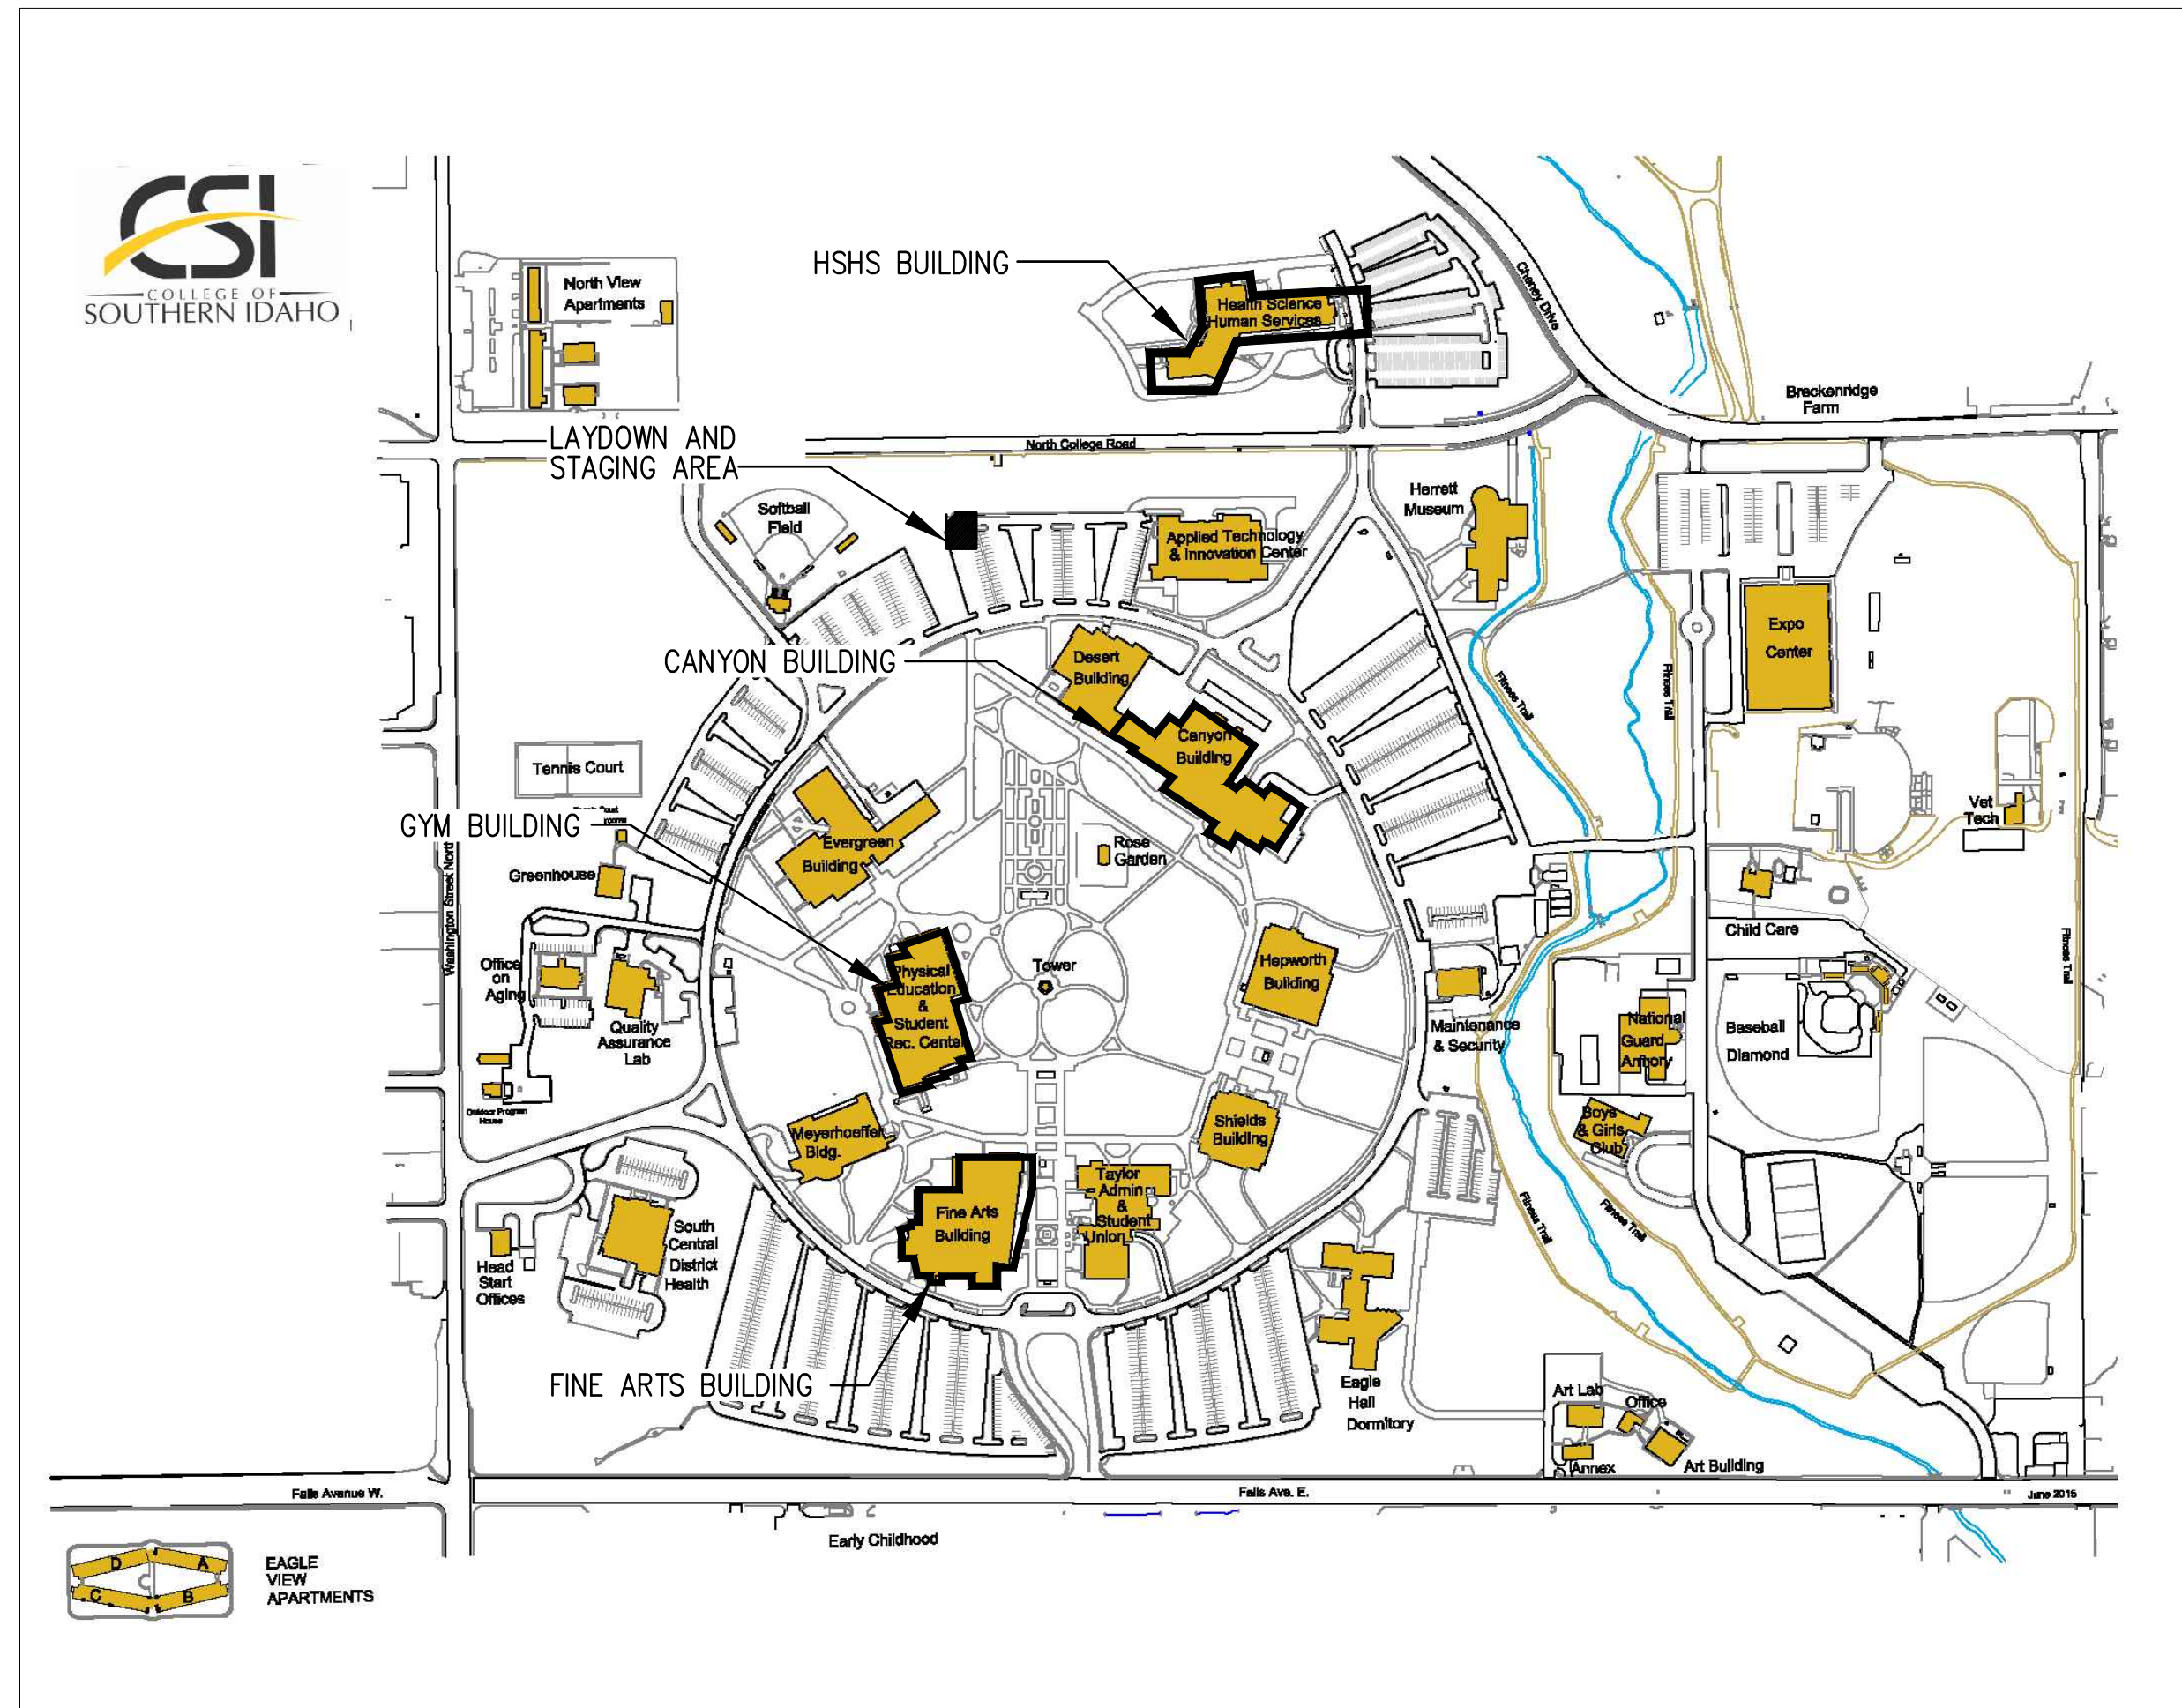 CSI
COLLEGE OF
SOUTHERN IDAHO
HSHS BUILDING
North View
Apartments
Health Science
Human Services
Cheney Drive
Breckenridge
Farm
LAYDOWN AND
STAGING AREA
North College Road
Softball
Field
Herrett
Museum
Applied Technology
& Innovation Center
Expo
Center
CANYON BUILDING
Desert
Building
Canyon
Building
Fitness Trail
Fitness Trail
Tennis Court
Vet
Tech
GYM BUILDING
Evergreen
Building
Rose
Garden
Greenhouse
Washington Street North
Office
on
Aging
Quality
Assurance
Lab
Physical
Education
&
Student
Rec. Center
Tower
Hepworth
Building
Child Care
Fitness Trail
Maintenance
& Security
National
Guard
Armory
Baseball
Diamond
Outdoor Program
House
Meyerhoeffer
Bldg.
Shields
Building
Boys
& Girls
Club
Taylor
Admin
&
Student
Union
Fine Arts
Building
South
Central
District
Health
Head
Start
Offices
Fitness Trail
Fitness Trail
FINE ARTS BUILDING
Eagle
Hall
Dormitory
Art Lab
Office
Annex
Art Building
Falls Avenue W.
Falls Ave. E.
June 2015
Early Childhood
D
A
C
B
EAGLE
VIEW
APARTMENTS